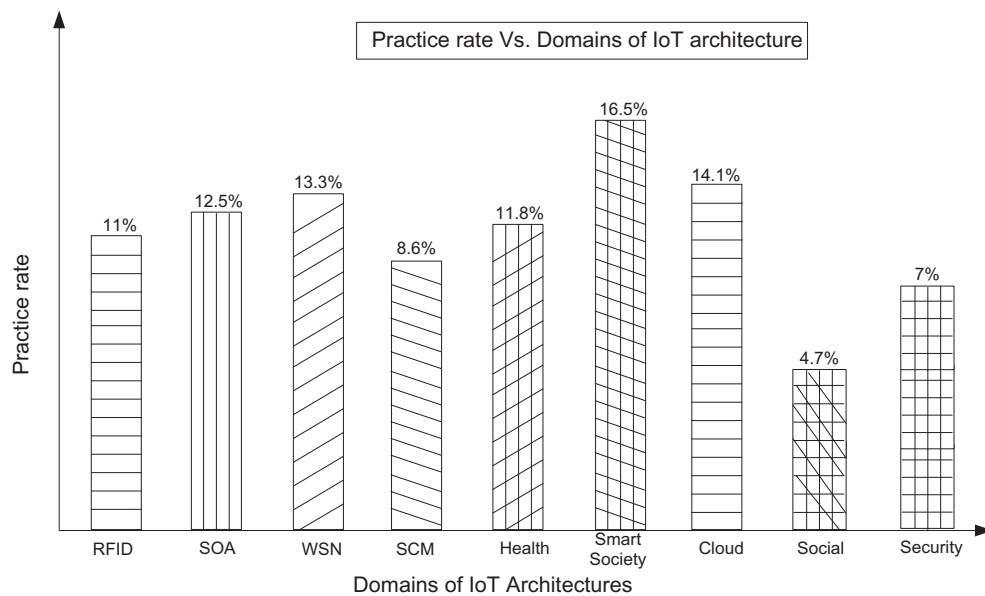 Practice rate Vs. Domains of IoT architecture
16.5%
14.1%
13.3%
12.5%
11.8%
11%
8.6%
7%
4.7%
Practice rate
RFID
SOA
WSN
SCM
Health
Smart
Society
Cloud
Social
Security
Domains of IoT Architectures